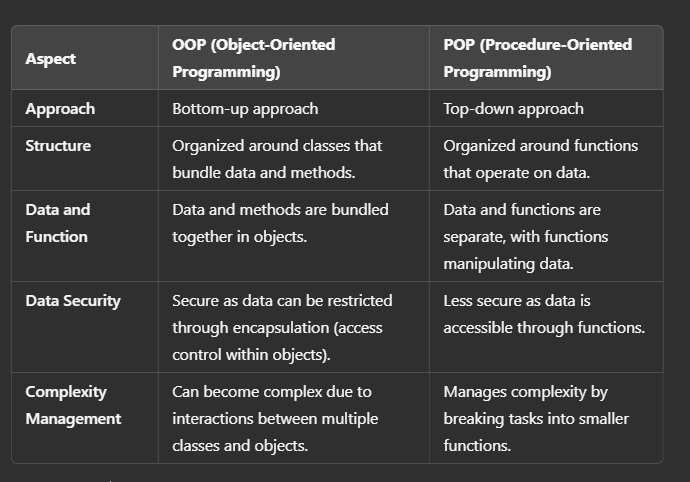 Aspect
OOP (Object-Oriented
Programming)
POP (Procedure-Oriented
Programming)
Approach
Bottom-up approach
Top-down approach
Structure
Organized around classes that
bundle data and methods.
Organized around functions
that operate on data.
Data and
Function
Data and methods are bundled
together in objects.
Data and functions are
separate, with functions
manipulating data.
Data Security
Secure as data can be restricted
through encapsulation (access
control within objects).
Less secure as data is
accessible through functions.
Complexity
Management
Can become complex due to
interactions between multiple
classes and objects.
Manages complexity by
breaking tasks into smaller
functions.